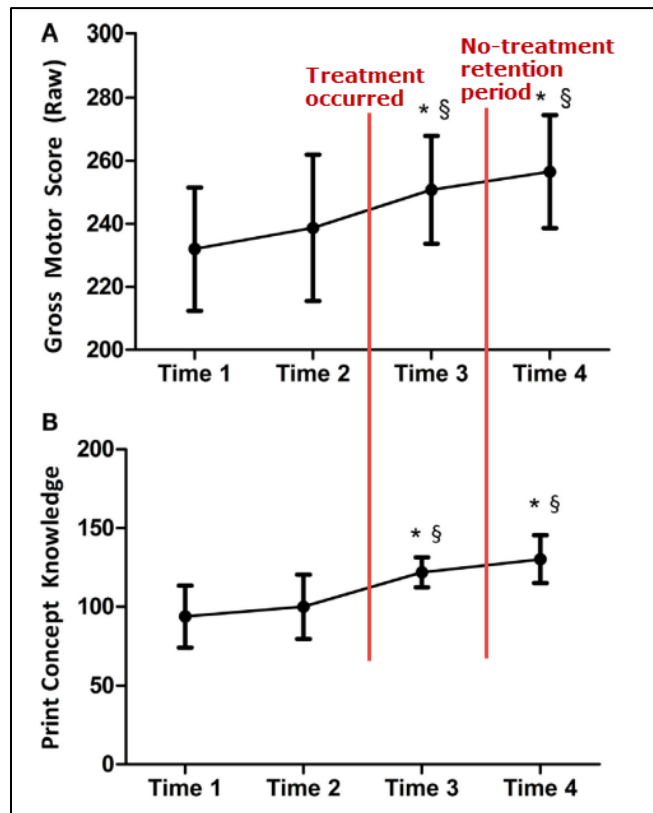 A
Gross Motor Score (Raw)
300
280
260
240
220
200
Treatment
occurred
No-treatment
retention
period
* §
* §
Time 1 Time 2 Time 3 Time 4
B
Print Concept Knowledge
200
150
100
50
0
* §
* §
Time 1 Time 2 Time 3 Time 4